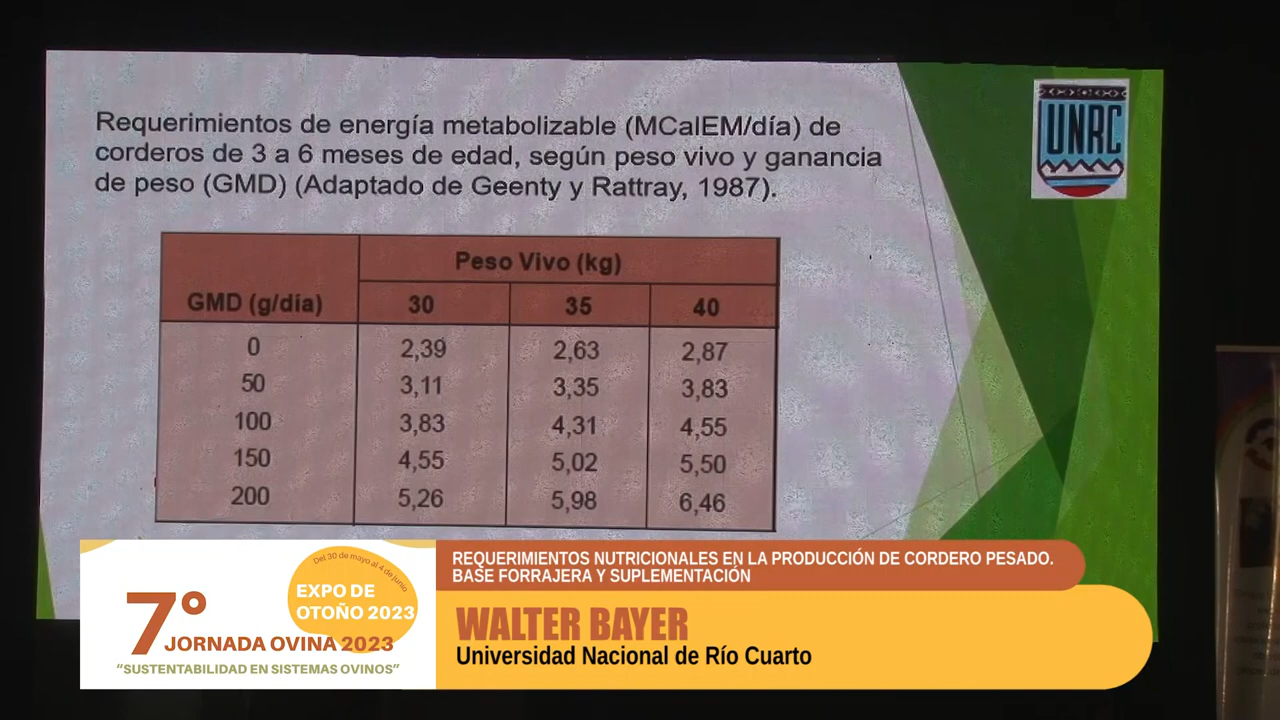 Requerimientos de energía metabolizable (MCalEM/día) de
corderos de 3 a 6 meses de edad, según peso vivo y ganancia
de peso (GMD) (Adaptado de Geenty y Rattray, 1987).
UNRC
Peso Vivo (kg)
GMD (g/día) 30 35 40
0 2,39 2,63 2,87
50 3,11 3,35 3,83
100 3,83 4,31 4,55
150 4,55 5,02 5,50
200 5,26 5,98 6,46
Del 30 de mayo al 4 de junio
EXPO DE
OTOÑO 2023
7° JORNADA OVINA 2023
“SUSTENTABILIDAD EN SISTEMAS OVINOS”
REQUERIMIENTOS NUTRICIONALES EN LA PRODUCCIÓN DE CORDERO PESADO.
BASE FORRAJERA Y SUPLEMENTACIÓN
WALTER BAYER
Universidad Nacional de Río Cuarto